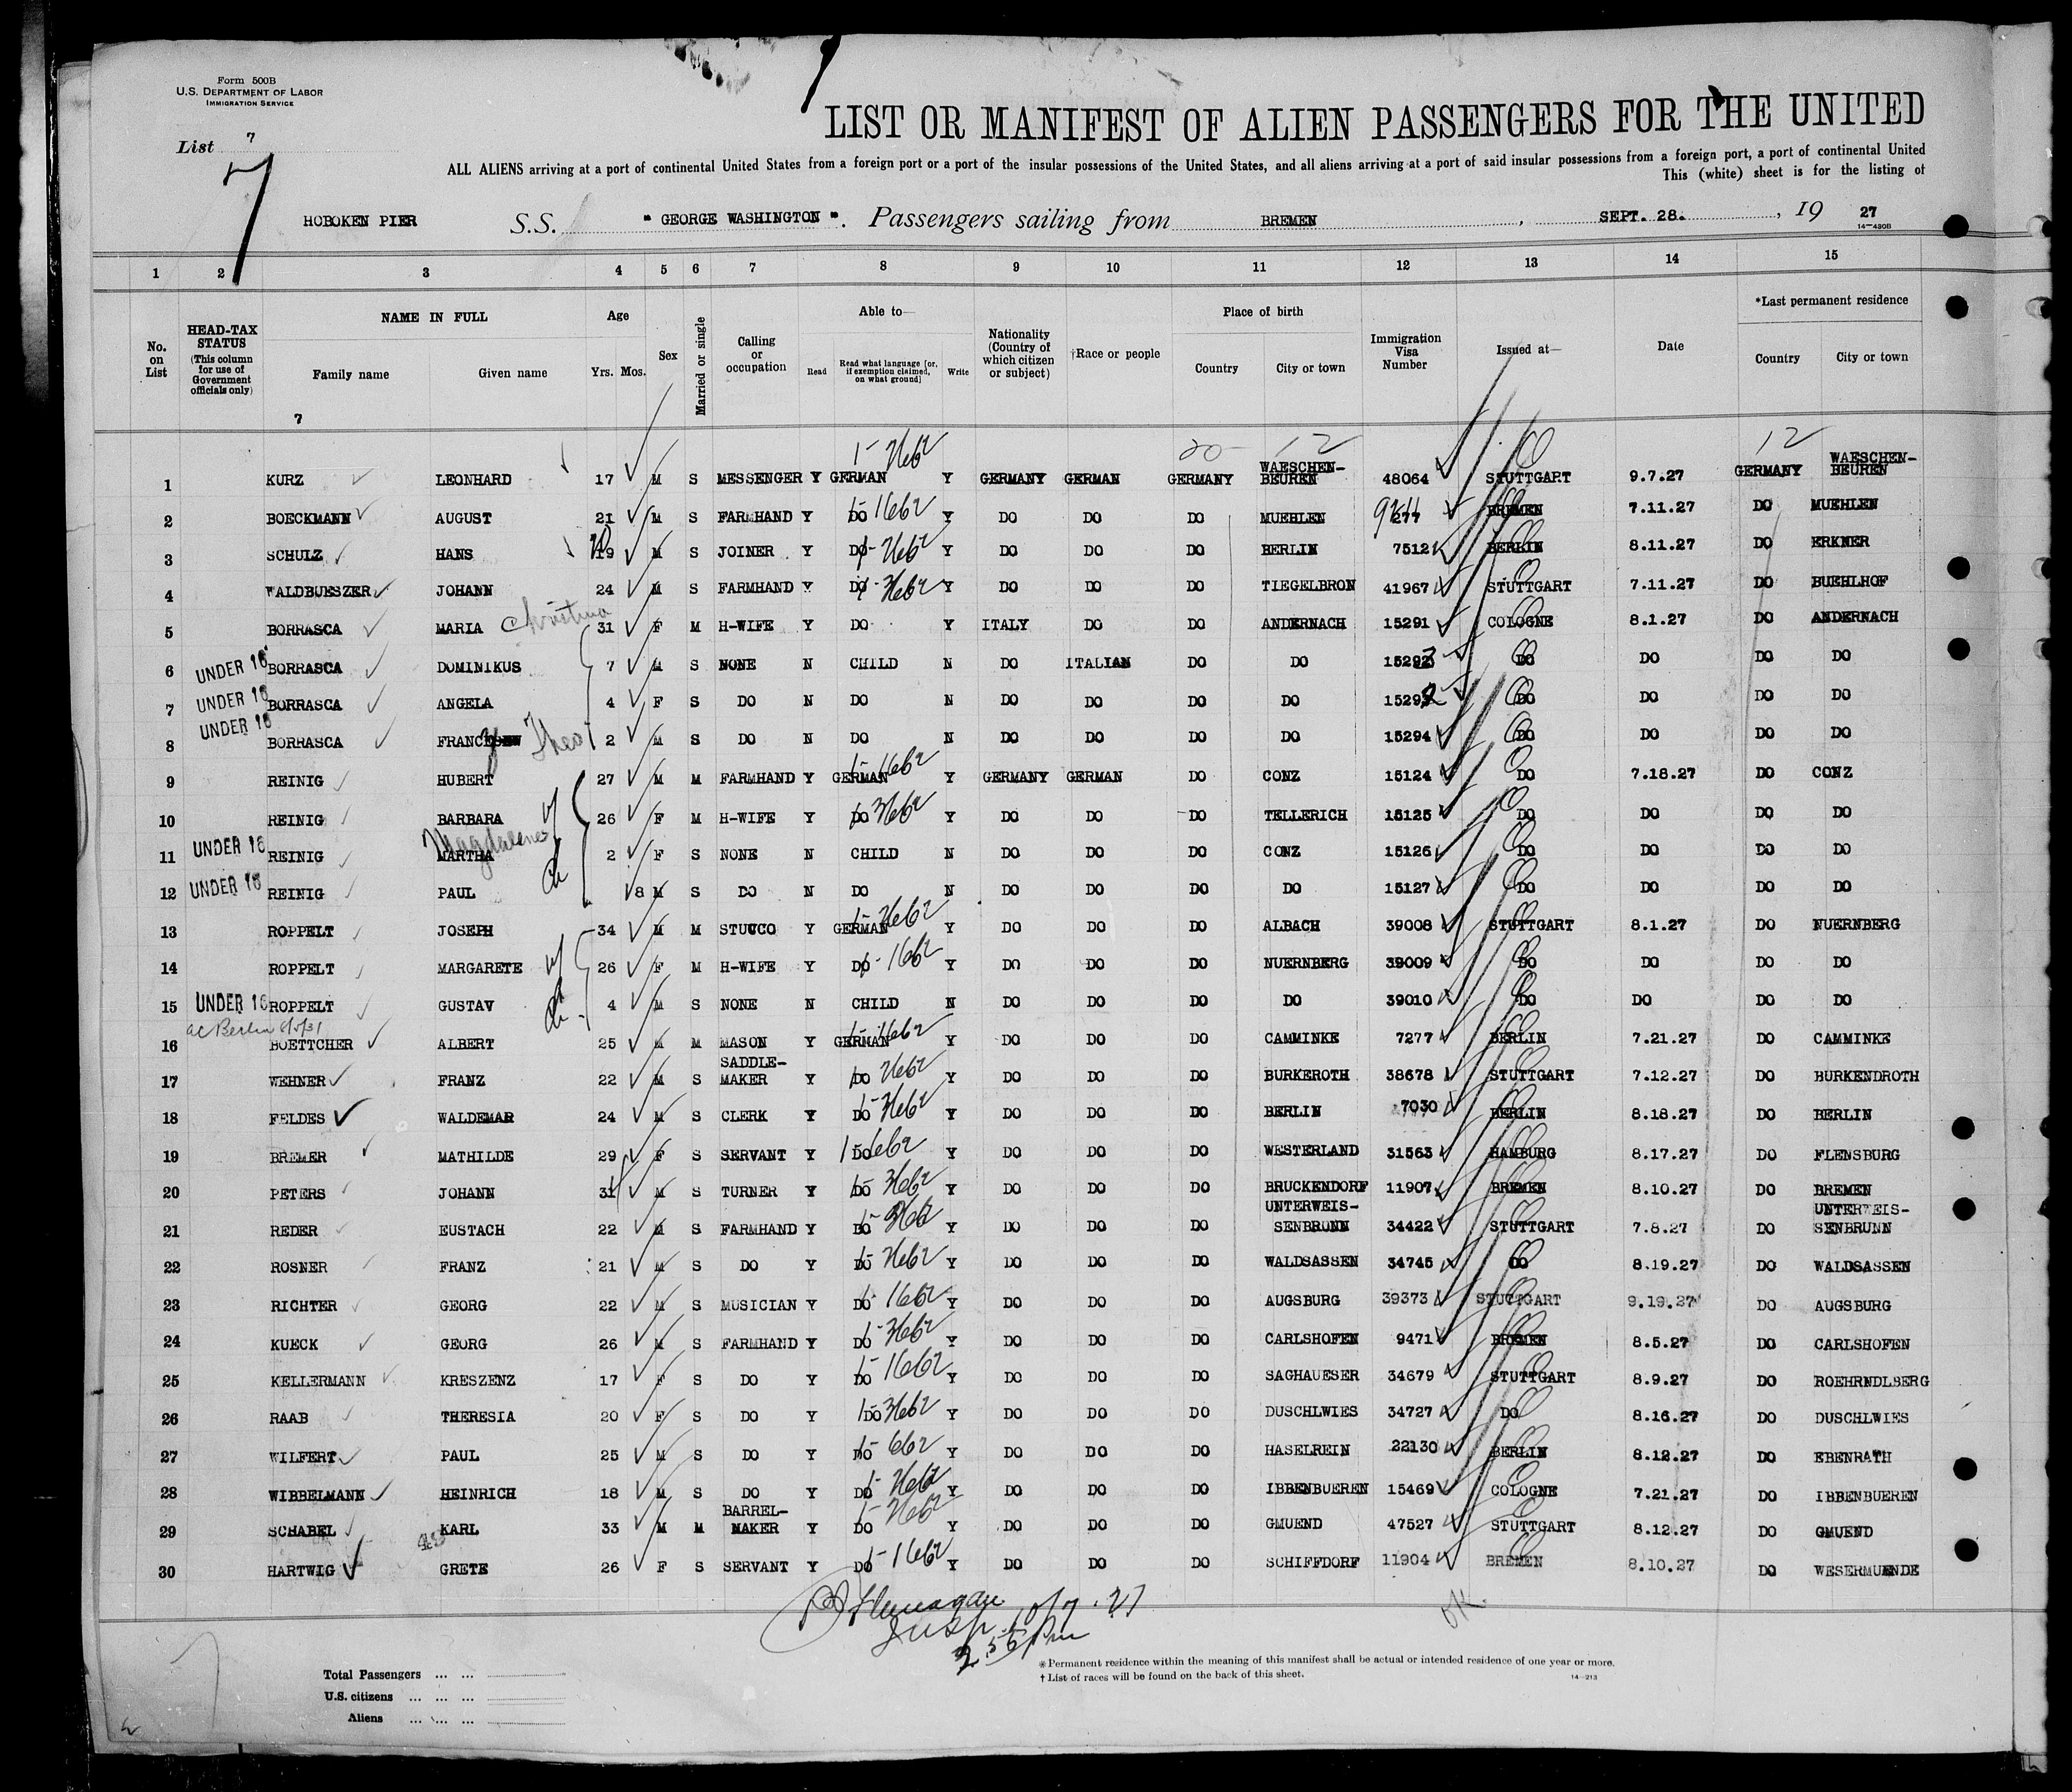 Form 500B
U.S. DEPARTMENT OF LABOR
IMMIGRATION SERVICE
List 7
7
LIST OR MANIFEST OF ALIEN PASSENGERS FOR THE UNITED
ALL ALIENS arriving at a port of continental United States from a foreign port or a port of the insular possessions of the United States, and all aliens arriving at a port of said insular possessions from a foreign port, a port of continental United
This (white) sheet is for the listing of
HOBOKEN PIER S.S. " GEORGE WASHINGTON ". Passengers sailing from BREMEN , SEPT. 28. , 19 27
14—430B
1 2 3 4 5 6 7 8 9 10 11 12 13 14 15
No. on List
HEAD-TAX STATUS (This column for use of Government officials only)
NAME IN FULL
Family name Given name
Age
Yrs. Mos.
Sex
Married or single
Calling or occupation
Able to—
Read Read what language [or, if exemption claimed, on what ground] Write
Nationality (Country of which citizen or subject)
†Race or people
Place of birth
Country City or town
Immigration Visa Number
Issued at—
Date
*Last permanent residence
Country City or town
7
20 12 12
1 KURZ LEONHARD 17 M S MESSENGER Y GERMAN Y GERMANY GERMAN GERMANY WAESCHEN-BEUREN 48064 STUTTGART 9.7.27 GERMANY WAESCHEN-BEUREN
2 BOECKMANN AUGUST 21 M S FARMHAND Y DO Y DO DO DO MUEHLEN 277 BREMEN 7.11.27 DO MUEHLEN
3 SCHULZ HANS 19 M S JOINER Y DO Y DO DO DO BERLIN 7512 BERLIN 8.11.27 DO ERKNER
4 WALDBUESZER JOHANN 24 M S FARMHAND Y DO Y DO DO DO TIEGELBRON 41967 STUTTGART 7.11.27 DO BUEHLHOF
5 BORRASCA MARIA Christina 31 F M H-WIFE Y DO Y ITALY DO DO ANDERNACH 15291 COLOGNE 8.1.27 DO ANDERNACH
6 UNDER 16 BORRASCA DOMINIKUS 7 M S NONE N CHILD N DO ITALIAN DO DO 15293 DO DO DO DO
7 UNDER 16 BORRASCA ANGELA 4 F S DO N DO N DO DO DO DO 15292 DO DO DO DO
8 UNDER 16 BORRASCA FRANC 2 M S DO N DO N DO DO DO DO 15294 DO DO DO DO
9 REINIG HUBERT 27 M M FARMHAND Y GERMAN Y GERMANY GERMAN DO CONZ 15124 DO 7.18.27 DO CONZ
10 REINIG BARBARA 26 F M H-WIFE Y DO Y DO DO DO TELLERICH 15125 DO DO DO DO
11 UNDER 16 REINIG Magdalene MARTHA 2 F S NONE N CHILD N DO DO DO CONZ 15126 DO DO DO DO
12 UNDER 16 REINIG PAUL 8 M S DO N DO N DO DO DO DO 15127 DO DO DO DO
13 ROPPELT JOSEPH 34 M M STUCCO Y GERMAN Y DO DO DO ALBACH 39008 STUTTGART 8.1.27 DO NUERNBERG
14 ROPPELT MARGARETE 26 F M H-WIFE Y DO Y DO DO DO NUERNBERG 39009 DO DO DO DO
15 UNDER 16 ROPPELT GUSTAV 4 M S NONE N CHILD N DO DO DO DO 39010 DO DO DO DO
16 BOETTCHER ALBERT 25 M M MASON Y GERMAN Y DO DO DO CAMMINKE 7277 BERLIN 7.21.27 DO CAMMINKE
17 WEHNER FRANZ 22 M S SADDLE-MAKER Y DO Y DO DO DO BURKEROTH 38678 STUTTGART 7.12.27 DO BURKENDROTH
18 FELDES WALDEMAR 24 M S CLERK Y DO Y DO DO DO BERLIN 7030 BERLIN 8.18.27 DO BERLIN
19 BREMER MATHILDE 29 F S SERVANT Y DO Y DO DO DO WESTERLAND 31563 HAMBURG 8.17.27 DO FLENSBURG
20 PETERS JOHANN 31 M S TURNER Y DO Y DO DO DO BRUCKENDORF 11907 BREMEN 8.10.27 DO BREMEN
21 REDER EUSTACH 22 M S FARMHAND Y DO Y DO DO DO UNTERWEIS-SENBRUNN 34422 STUTTGART 7.8.27 DO UNTERWEIS-SENBRUNN
22 ROSNER FRANZ 21 M S DO Y DO Y DO DO DO WALDSASSEN 34745 DO 8.19.27 DO WALDSASSEN
23 RICHTER GEORG 22 M S MUSICIAN Y DO Y DO DO DO AUGSBURG 39373 STUTTGART 9.19.27 DO AUGSBURG
24 KUECK GEORG 26 M S FARMHAND Y DO Y DO DO DO CARLSHOFEN 9471 BREMEN 8.5.27 DO CARLSHOFEN
25 KELLERMANN KRESZENZ 17 F S DO Y DO Y DO DO DO SAGHAUESER 34679 STUTTGART 8.9.27 DO ROEHRNDLBERG
26 RAAB THERESIA 20 F S DO Y DO Y DO DO DO DUSCHLWIES 34727 DO 8.16.27 DO DUSCHLWIES
27 WILFERT PAUL 25 M S DO Y DO Y DO DO DO HASELREIN 22130 BERLIN 8.12.27 DO EBENRATH
28 WIBBELMANN HEINRICH 18 M S DO Y DO Y DO DO DO IBBENBUEREN 15469 COLOGNE 7.21.27 DO IBBENBUEREN
29 SCHABEL KARL 33 M M BARREL-MAKER Y DO Y DO DO DO GMUEND 47527 STUTTGART 8.12.27 DO GMUEND
30 HARTWIG GRETE 26 F S SERVANT Y DO Y DO DO DO SCHIFFDORF 11904 BREMEN 8.10.27 DO WESERMUENDE
Flannagan
Insp. 10/7.27
2.55 Pm
OK.
Total Passengers ... ...
U.S. citizens ... ... ...
Aliens ... ... ...
* Permanent residence within the meaning of this manifest shall be actual or intended residence of one year or more.
† List of races will be found on the back of this sheet.
14—213